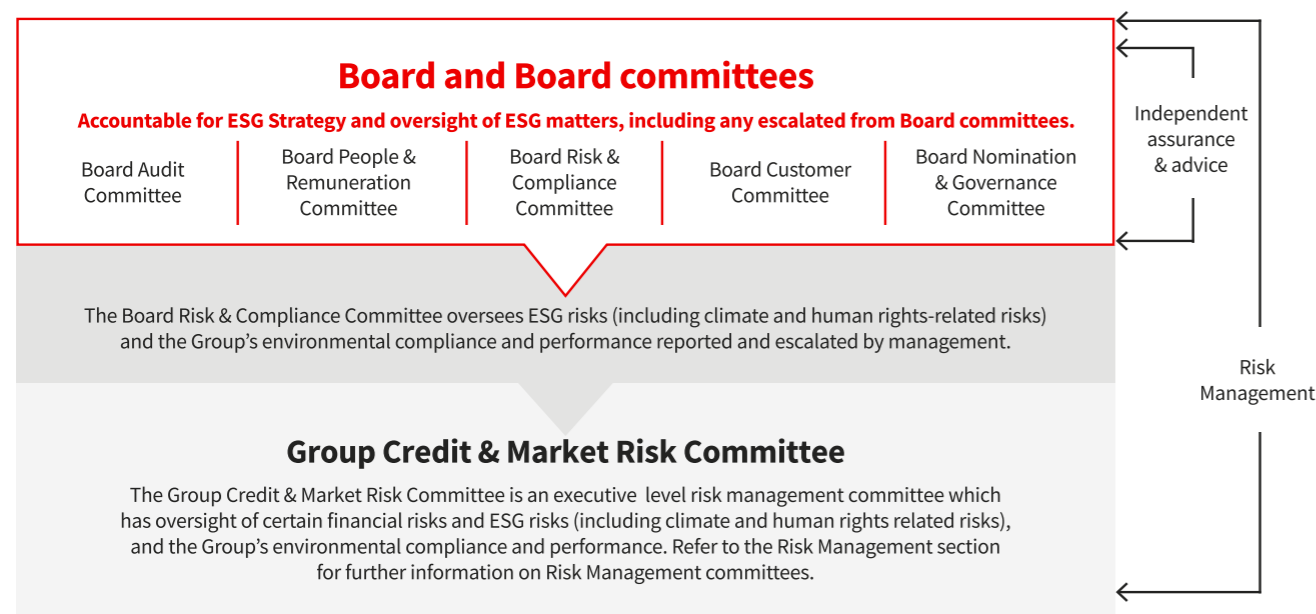 Board and Board committees
Accountable for ESG Strategy and oversight of ESG matters, including any escalated from Board committees.
Board Audit
Committee
Board People &
Remuneration
Committee
Board Risk &
Compliance
Committee
Board Customer
Committee
Board Nomination
& Governance
Committee
Independent
assurance
& advice
The Board Risk & Compliance Committee oversees ESG risks (including climate and human rights-related risks)
and the Group's environmental compliance and performance reported and escalated by management.
Risk
Management
Group Credit & Market Risk Committee
The Group Credit & Market Risk Committee is an executive level risk management committee which
has oversight of certain financial risks and ESG risks (including climate and human rights related risks),
and the Group's environmental compliance and performance. Refer to the Risk Management section
for further information on Risk Management committees.